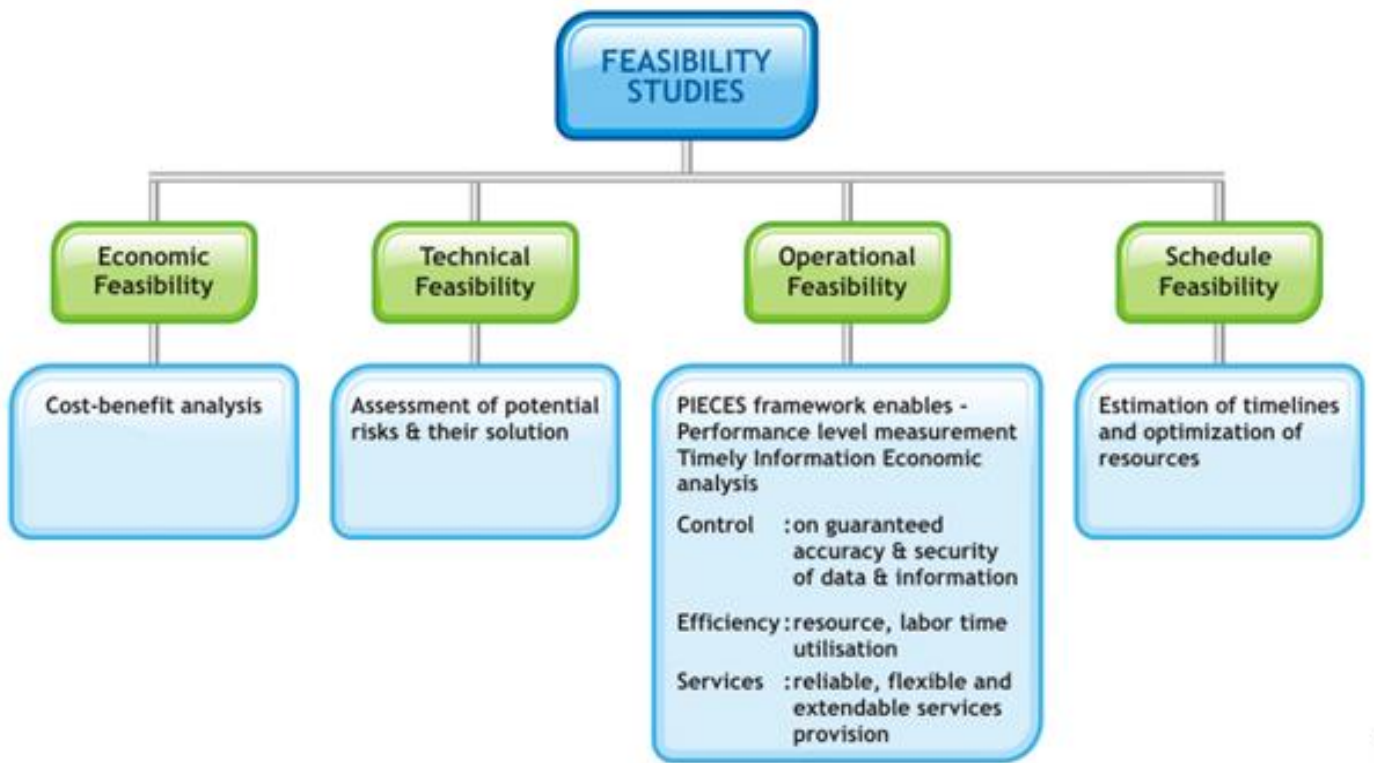 FEASIBILITY
STUDIES
Economic
Feasibility
Technical
Feasibility
Operational
Feasibility
Schedule
Feasibility
Cost-benefit analysis
Assessment of potential
risks & their solution
PIECES framework enables -
Performance level measurement
Timely Information Economic
analysis
Control :on guaranteed
accuracy & security
of data & information
Efficiency:resource, labor time
utilisation
Services :reliable, flexible and
extendable services
provision
Estimation of timelines
and optimization of
resources